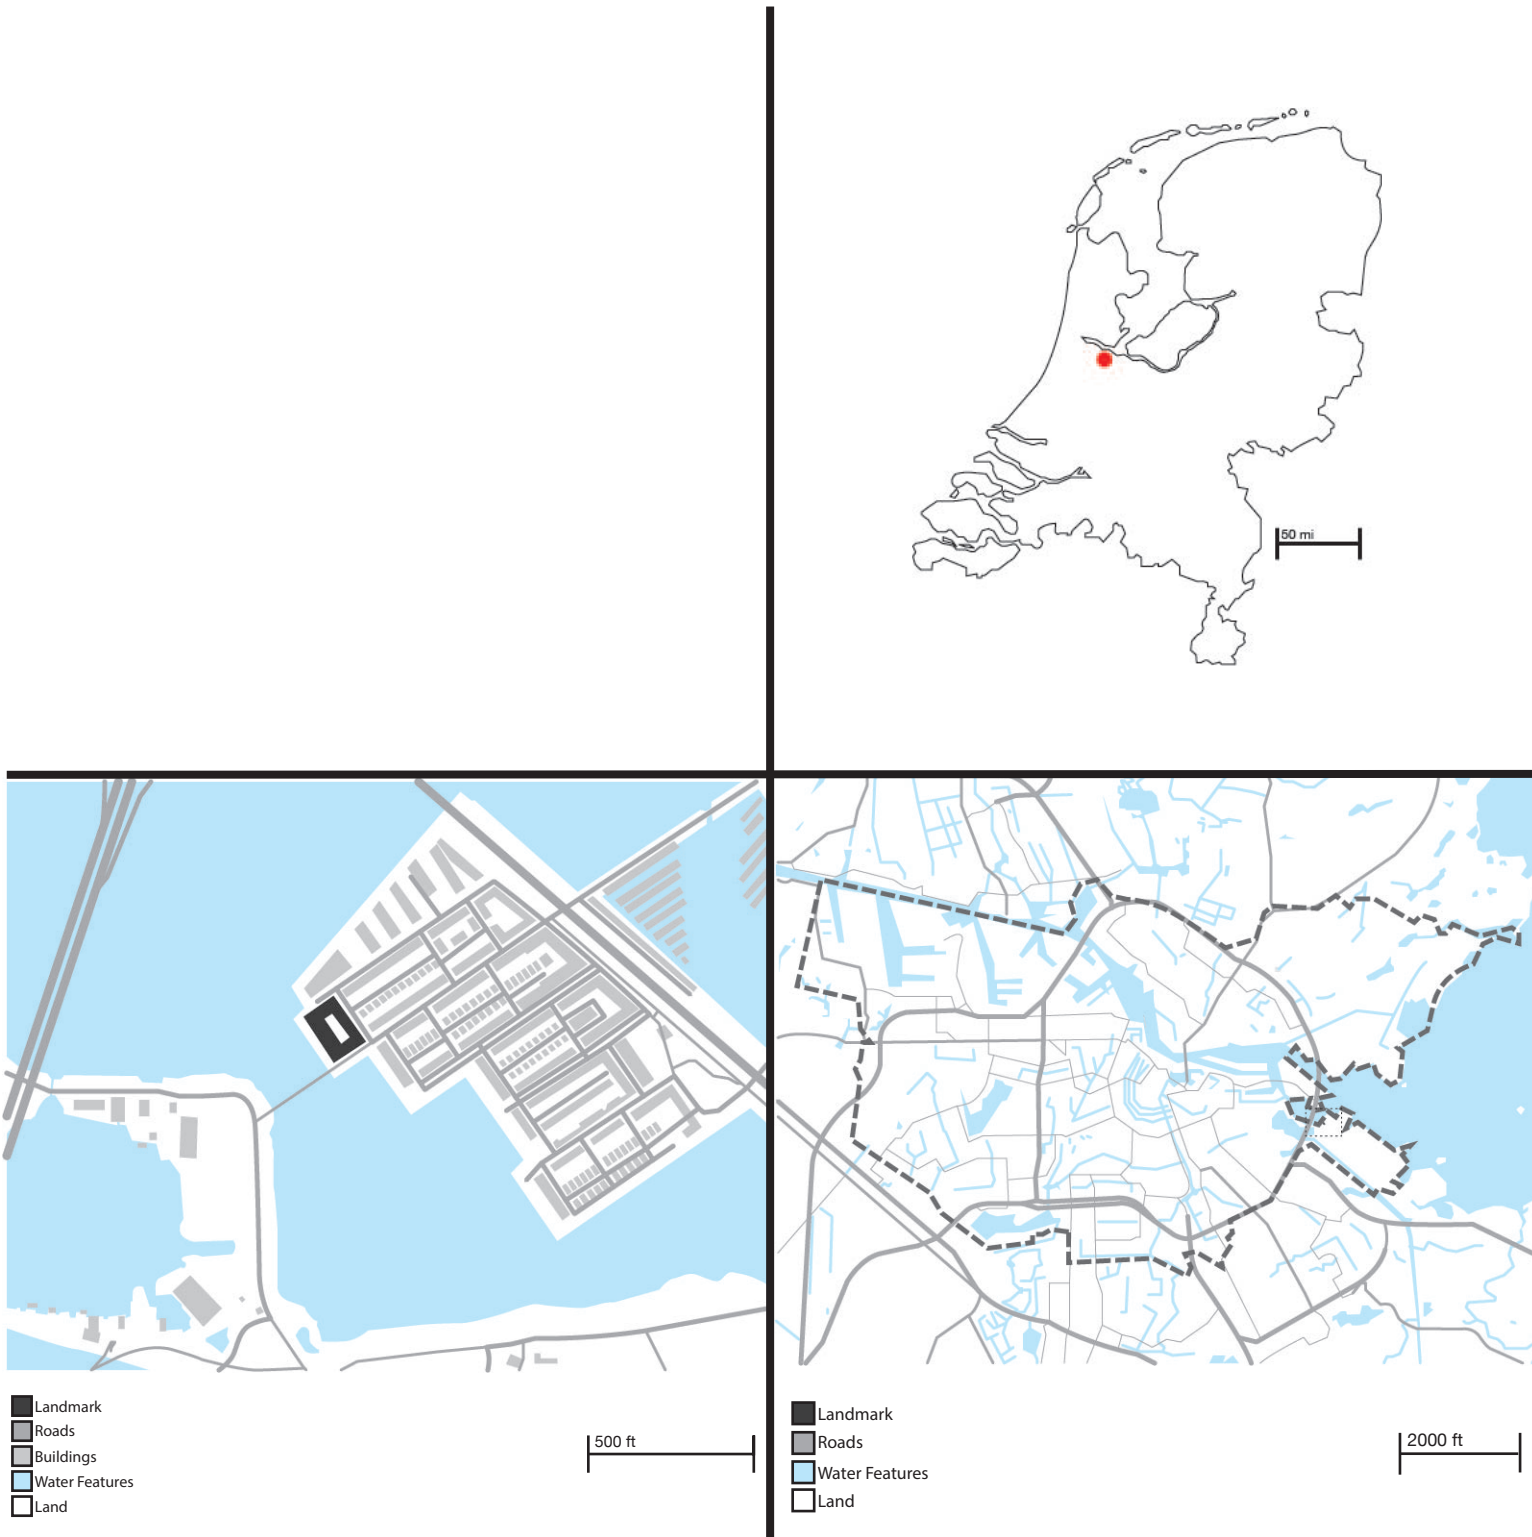 50 mi
Landmark
Roads
Buildings
Water Features
Land
500 ft
Landmark
Roads
Water Features
Land
2000 ft